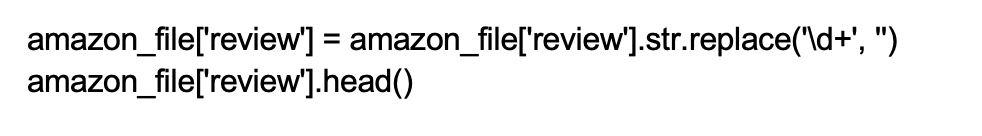 amazon_file['review'] = amazon_file['review'].str.replace('\d+', '')
amazon_file['review'].head()